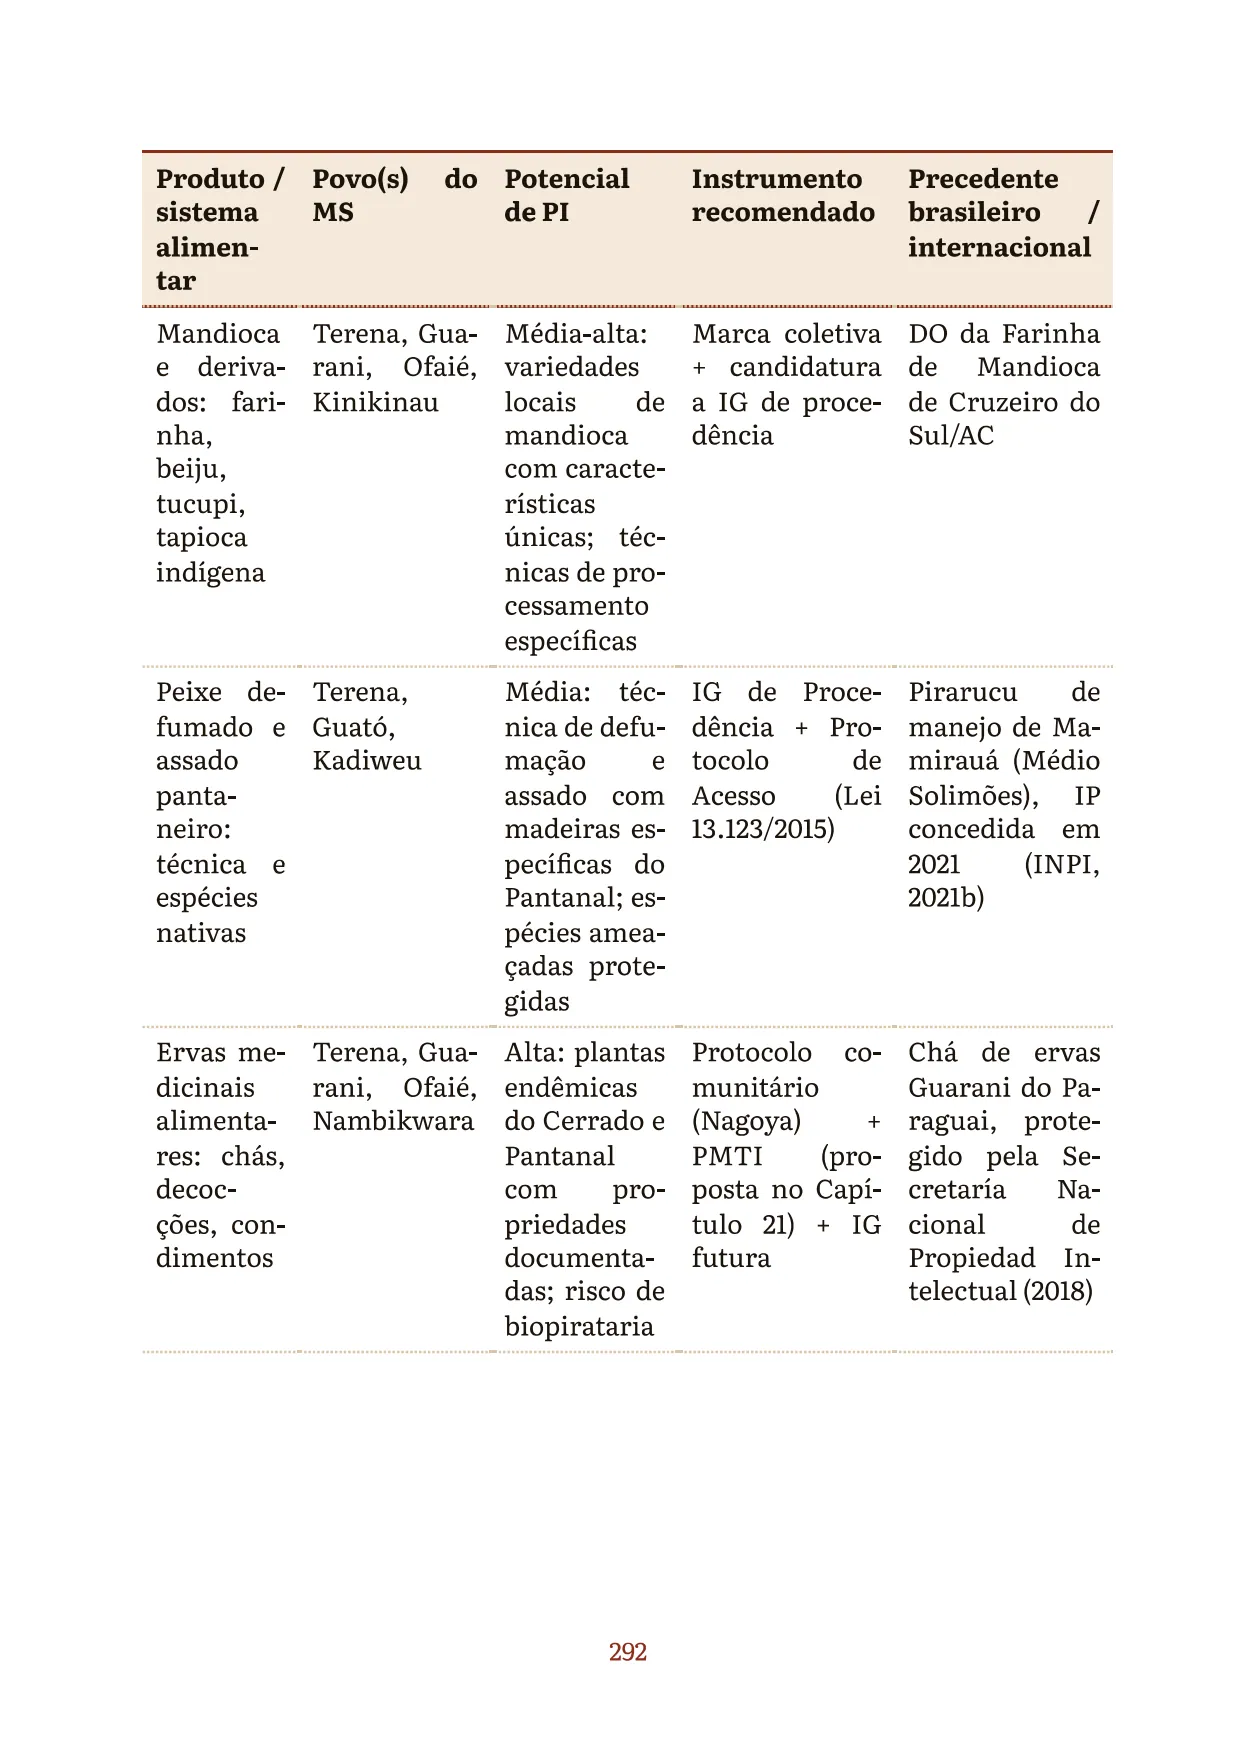 Produto /
sistema
alimen-
tar
Povo(s) do
MS
Potencial
de PI
Instrumento
recomendado
Precedente
brasileiro /
internacional
Mandioca
e deriva-
dos: fari-
nha,
beiju,
tucupi,
tapioca
indígena
Terena, Gua-
rani, Ofaié,
Kinikinau
Média-alta:
variedades
locais de
mandioca
com caracte-
rísticas
únicas; téc-
nicas de pro-
cessamento
específicas
Marca coletiva
+ candidatura
a IG de proce-
dência
DO da Farinha
de Mandioca
de Cruzeiro do
Sul/AC
Peixe de-
fumado e
assado
panta-
neiro:
técnica e
espécies
nativas
Terena,
Guató,
Kadiweu
Média: téc-
nica de defu-
mação e
assado com
madeiras es-
pecíficas do
Pantanal; es-
pécies amea-
çadas prote-
gidas
IG de Proce-
dência + Pro-
tocolo de
Acesso (Lei
13.123/2015)
Pirarucu de
manejo de Ma-
mirauá (Médio
Solimões), IP
concedida em
2021 (INPI,
2021b)
Ervas me-
dicinais
alimenta-
res: chás,
decoc-
ções, con-
dimentos
Terena, Gua-
rani, Ofaié,
Nambikwara
Alta: plantas
endêmicas
do Cerrado e
Pantanal
com pro-
priedades
documenta-
das; risco de
biopirataria
Protocolo co-
munitário
(Nagoya) +
PMTI (pro-
posta no Capí-
tulo 21) + IG
futura
Chá de ervas
Guarani do Pa-
raguai, prote-
gido pela Se-
cretaría Na-
cional de
Propiedad In-
telectual (2018)
292